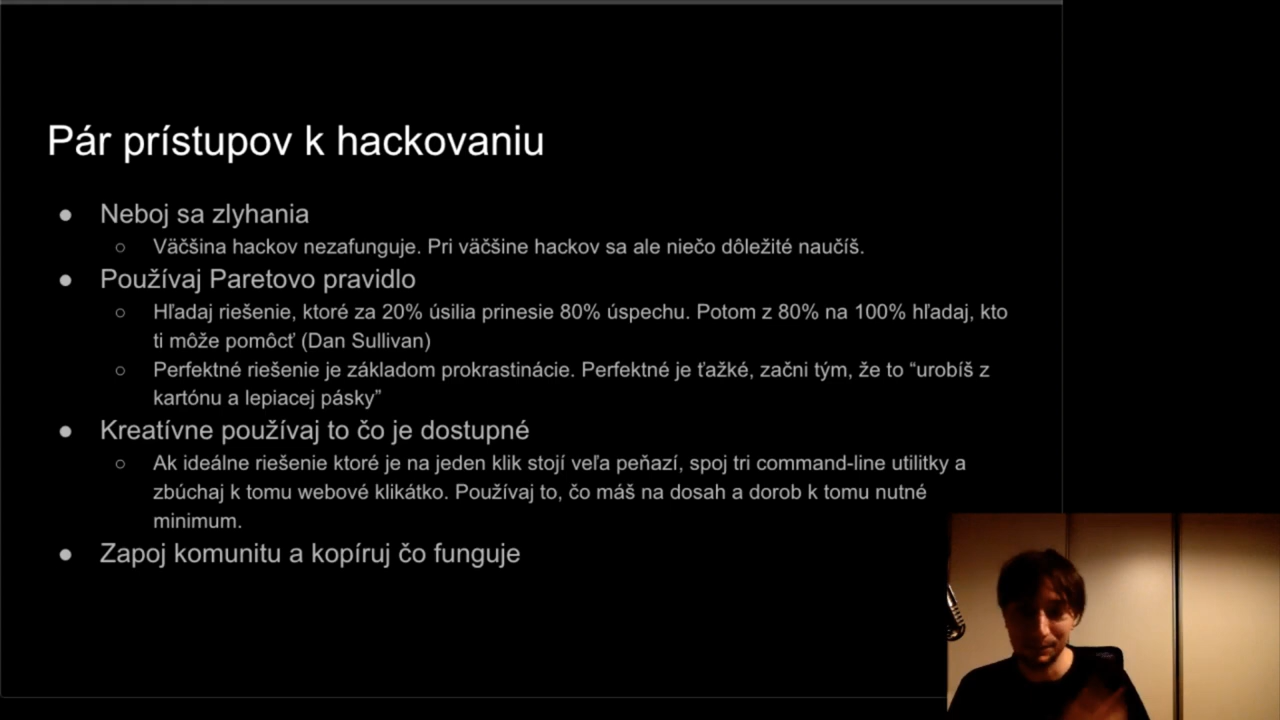 Pár prístupov k hackovaniu
● Neboj sa zlyhania
○ Väčšina hackov nezafunguje. Pri väčšine hackov sa ale niečo dôležité naučíš.
● Používaj Paretovo pravidlo
○ Hľadaj riešenie, ktoré za 20% úsilia prinesie 80% úspechu. Potom z 80% na 100% hľadaj, kto
ti môže pomôcť (Dan Sullivan)
○ Perfektné riešenie je základom prokrastinácie. Perfektné je ťažké, začni tým, že to “urobíš z
kartónu a lepiacej pásky”
● Kreatívne používaj to čo je dostupné
○ Ak ideálne riešenie ktoré je na jeden klik stojí veľa peňazí, spoj tri command-line utilitky a
zbúchaj k tomu webové klikátko. Používaj to, čo máš na dosah a dorob k tomu nutné
minimum.
● Zapoj komunitu a kopíruj čo funguje